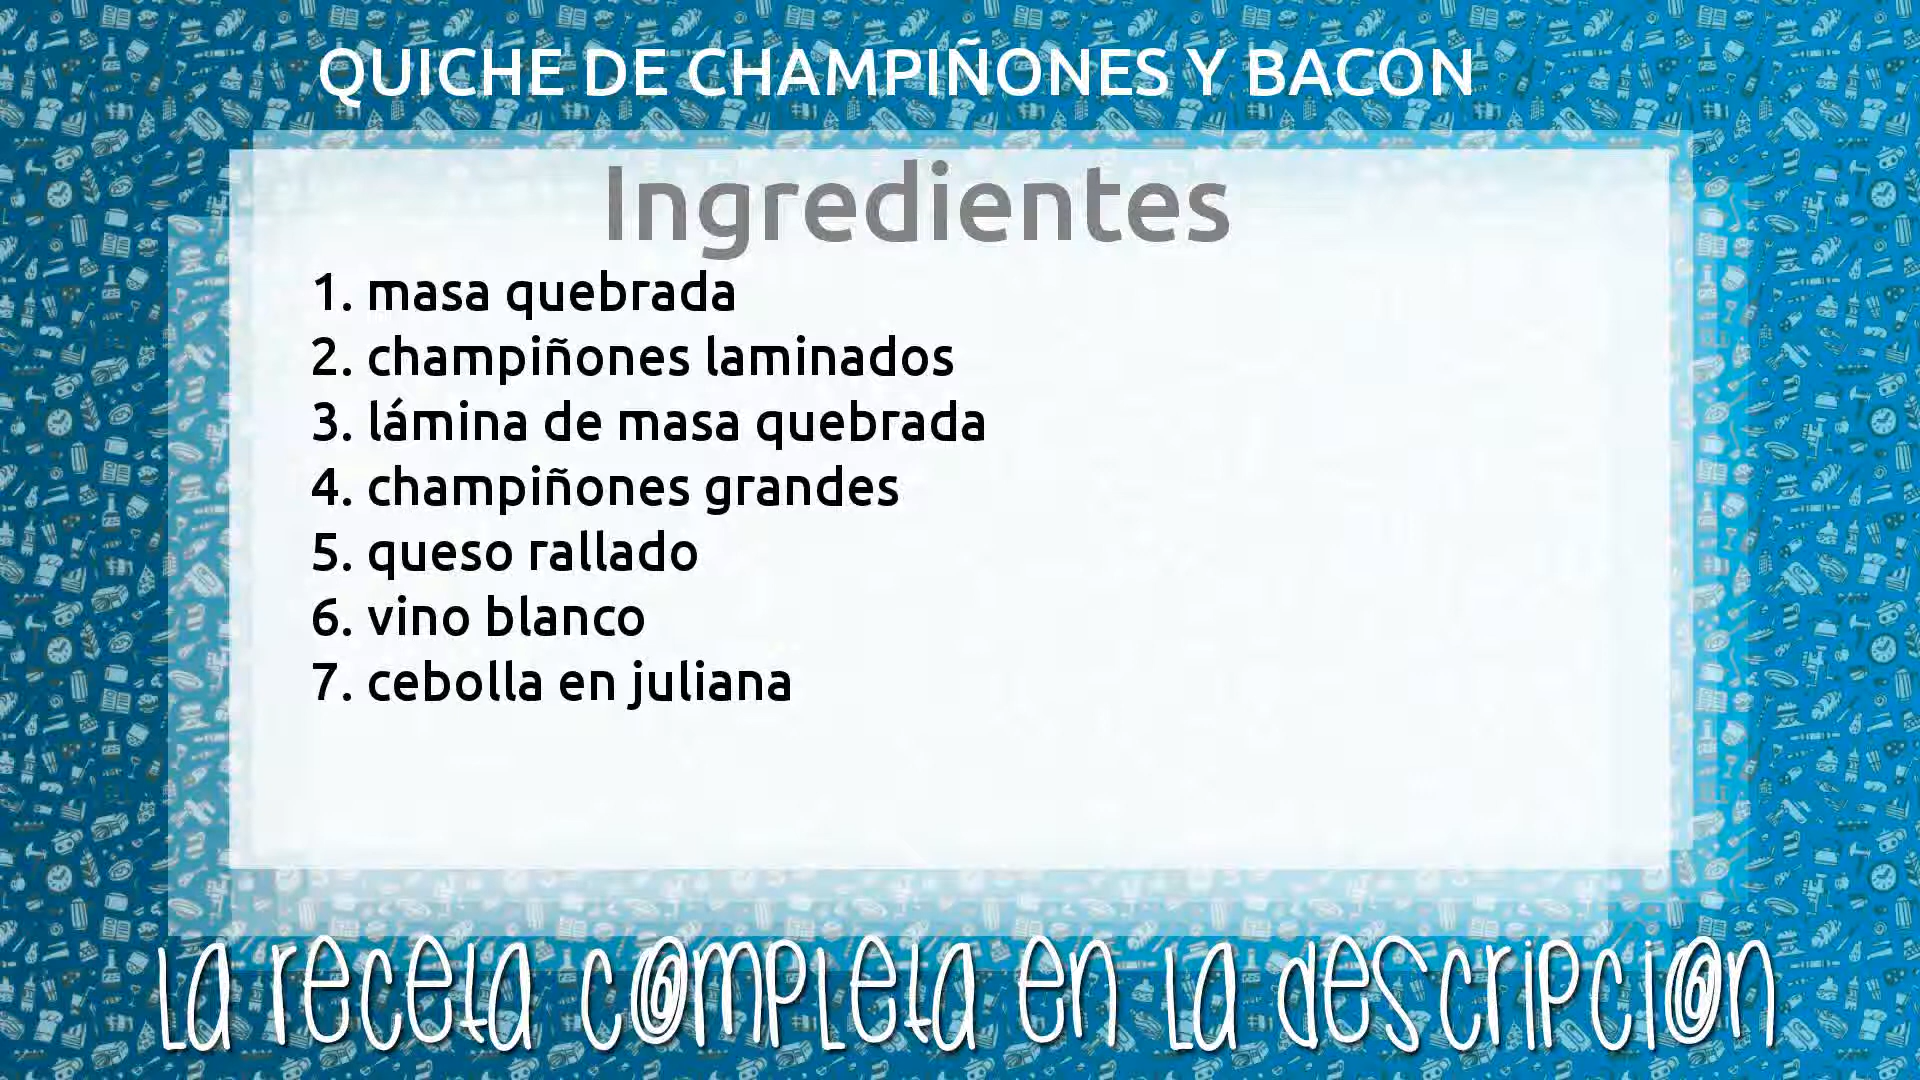 QUICHE DE CHAMPIÑONES Y BACON
Ingredientes
1. masa quebrada
2. champiñones laminados
3. lámina de masa quebrada
4. champiñones grandes
5. queso rallado
6. vino blanco
7. cebolla en juliana
La receta c@mpleta en la descripci@n